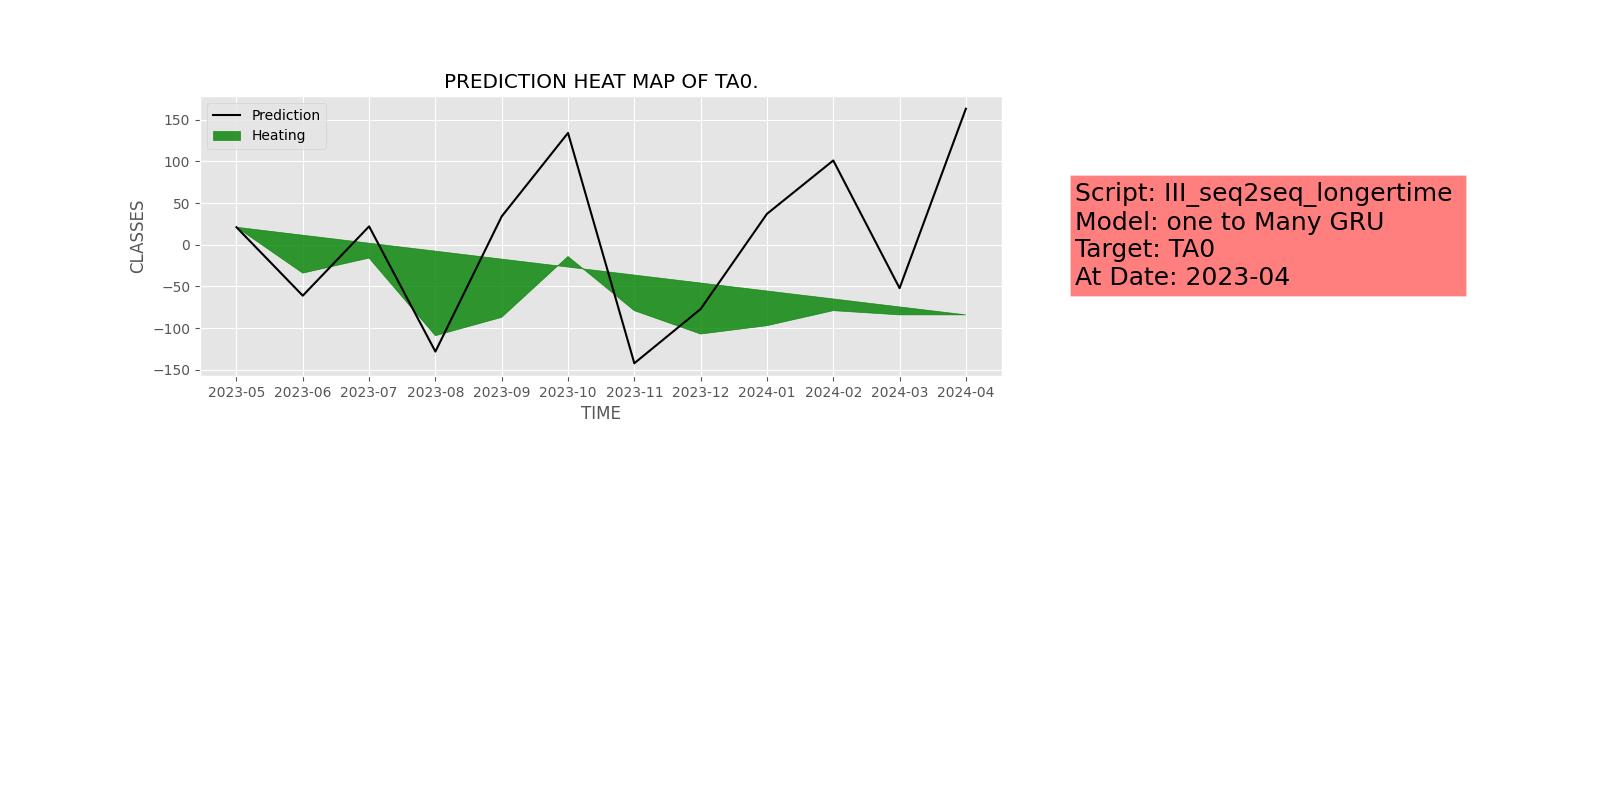 PREDICTION HEAT MAP OF TA0.
Prediction
Heating
150
100
50
0
−50
−100
−150
CLASSES
2023-05 2023-06 2023-07 2023-08 2023-09 2023-10 2023-11 2023-12 2024-01 2024-02 2024-03 2024-04
TIME
Script: III_seq2seq_longertime
Model: one to Many GRU
Target: TA0
At Date: 2023-04